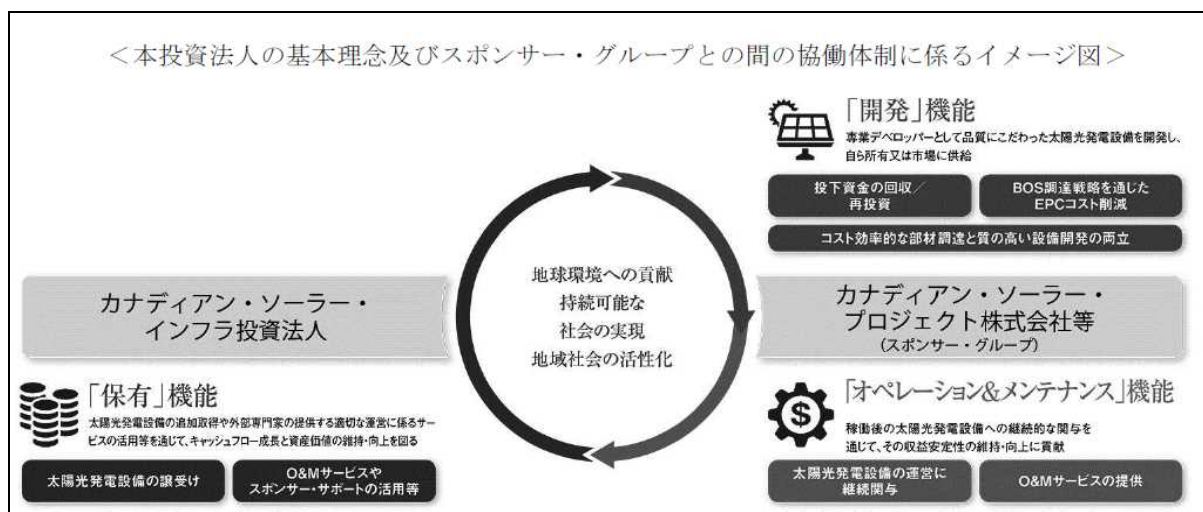 ＜本投資法人の基本理念及びスポンサー・グループとの間の協働体制に係るイメージ図＞
「開発」機能
専業デベロッパーとして品質にこだわった太陽光発電設備を開発し、
自ら所有又は市場に供給
投下資金の回収／
再投資
BOS調達戦略を通じた
EPCコスト削減
コスト効率的な部材調達と質の高い設備開発の両立
地球環境への貢献
持続可能な
社会の実現
地域社会の活性化
カナディアン・ソーラー・
インフラ投資法人
カナディアン・ソーラー・
プロジェクト株式会社等
（スポンサー・グループ）
「保有」機能
太陽光発電設備の追加取得や外部専門家の提供する適切な運営に係るサー
ビスの活用等を通じて、キャッシュフロー成長と資産価値の維持・向上を図る
太陽光発電設備の譲受け
O&Mサービスや
スポンサー・サポートの活用等
「オペレーション&メンテナンス」機能
稼働後の太陽光発電設備への継続的な関与を
通じて、その収益安定性の維持・向上に貢献
太陽光発電設備の運営に
継続関与
O&Mサービスの提供